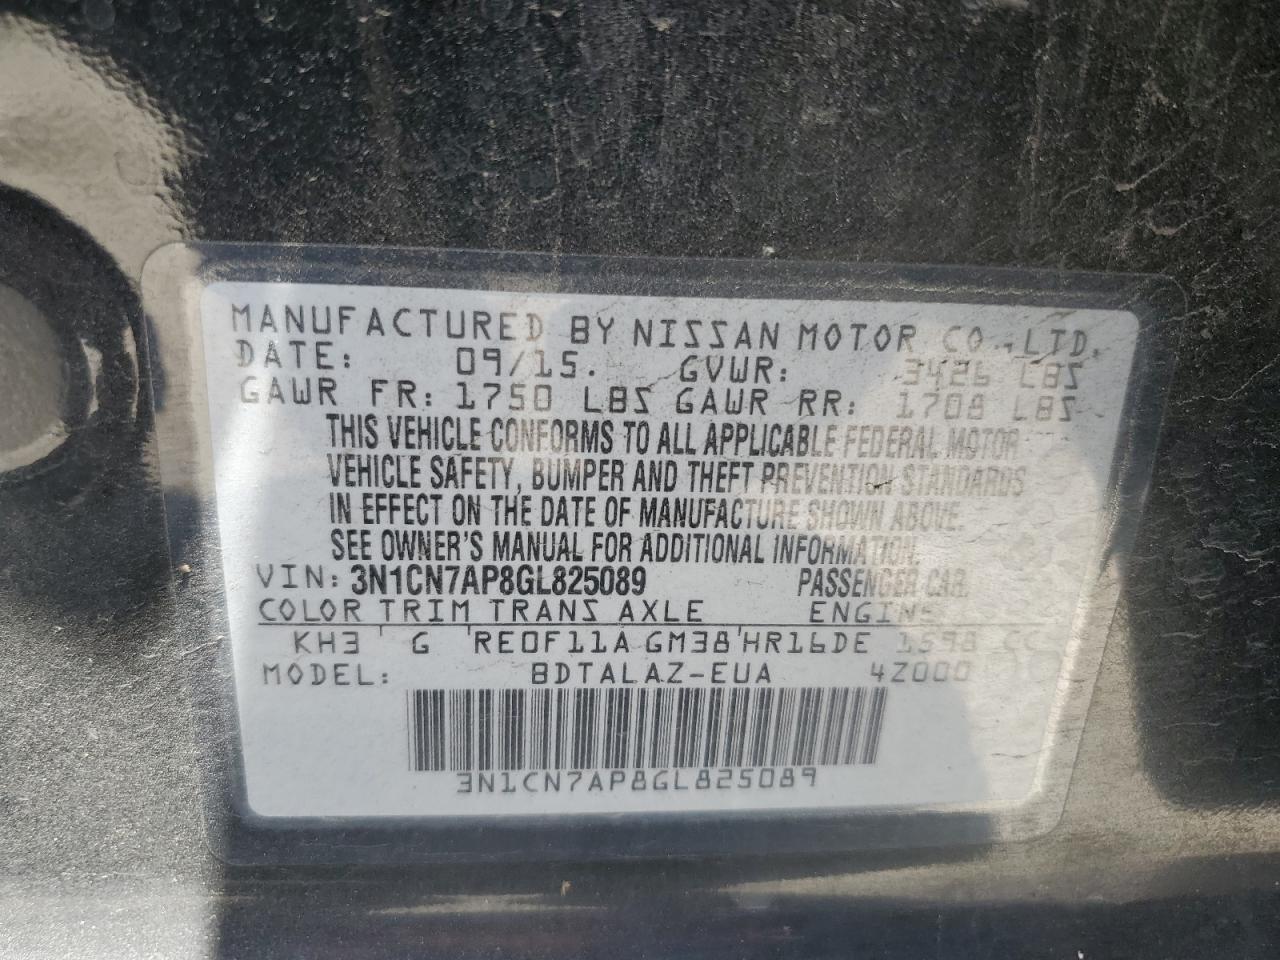 MANUFACTURED BY NISSAN MOTOR CO.,LTD.
DATE: 09/15. GVWR: 3426 LBS
GAWR FR: 1750 LBS GAWR RR: 1708 LBS
THIS VEHICLE CONFORMS TO ALL APPLICABLE FEDERAL MOTOR
VEHICLE SAFETY, BUMPER AND THEFT PREVENTION STANDARDS
IN EFFECT ON THE DATE OF MANUFACTURE SHOWN ABOVE.
SEE OWNER'S MANUAL FOR ADDITIONAL INFORMATION.
VIN: 3N1CN7AP8GL825089 PASSENGER CAR.
COLOR TRIM TRANS AXLE ENGINE
KH3 ' G 'RE0F11A GM38'HR16DE 1598 CC
MODEL: BDTALAZ-EUA 4Z000
3N1CN7AP8GL825089